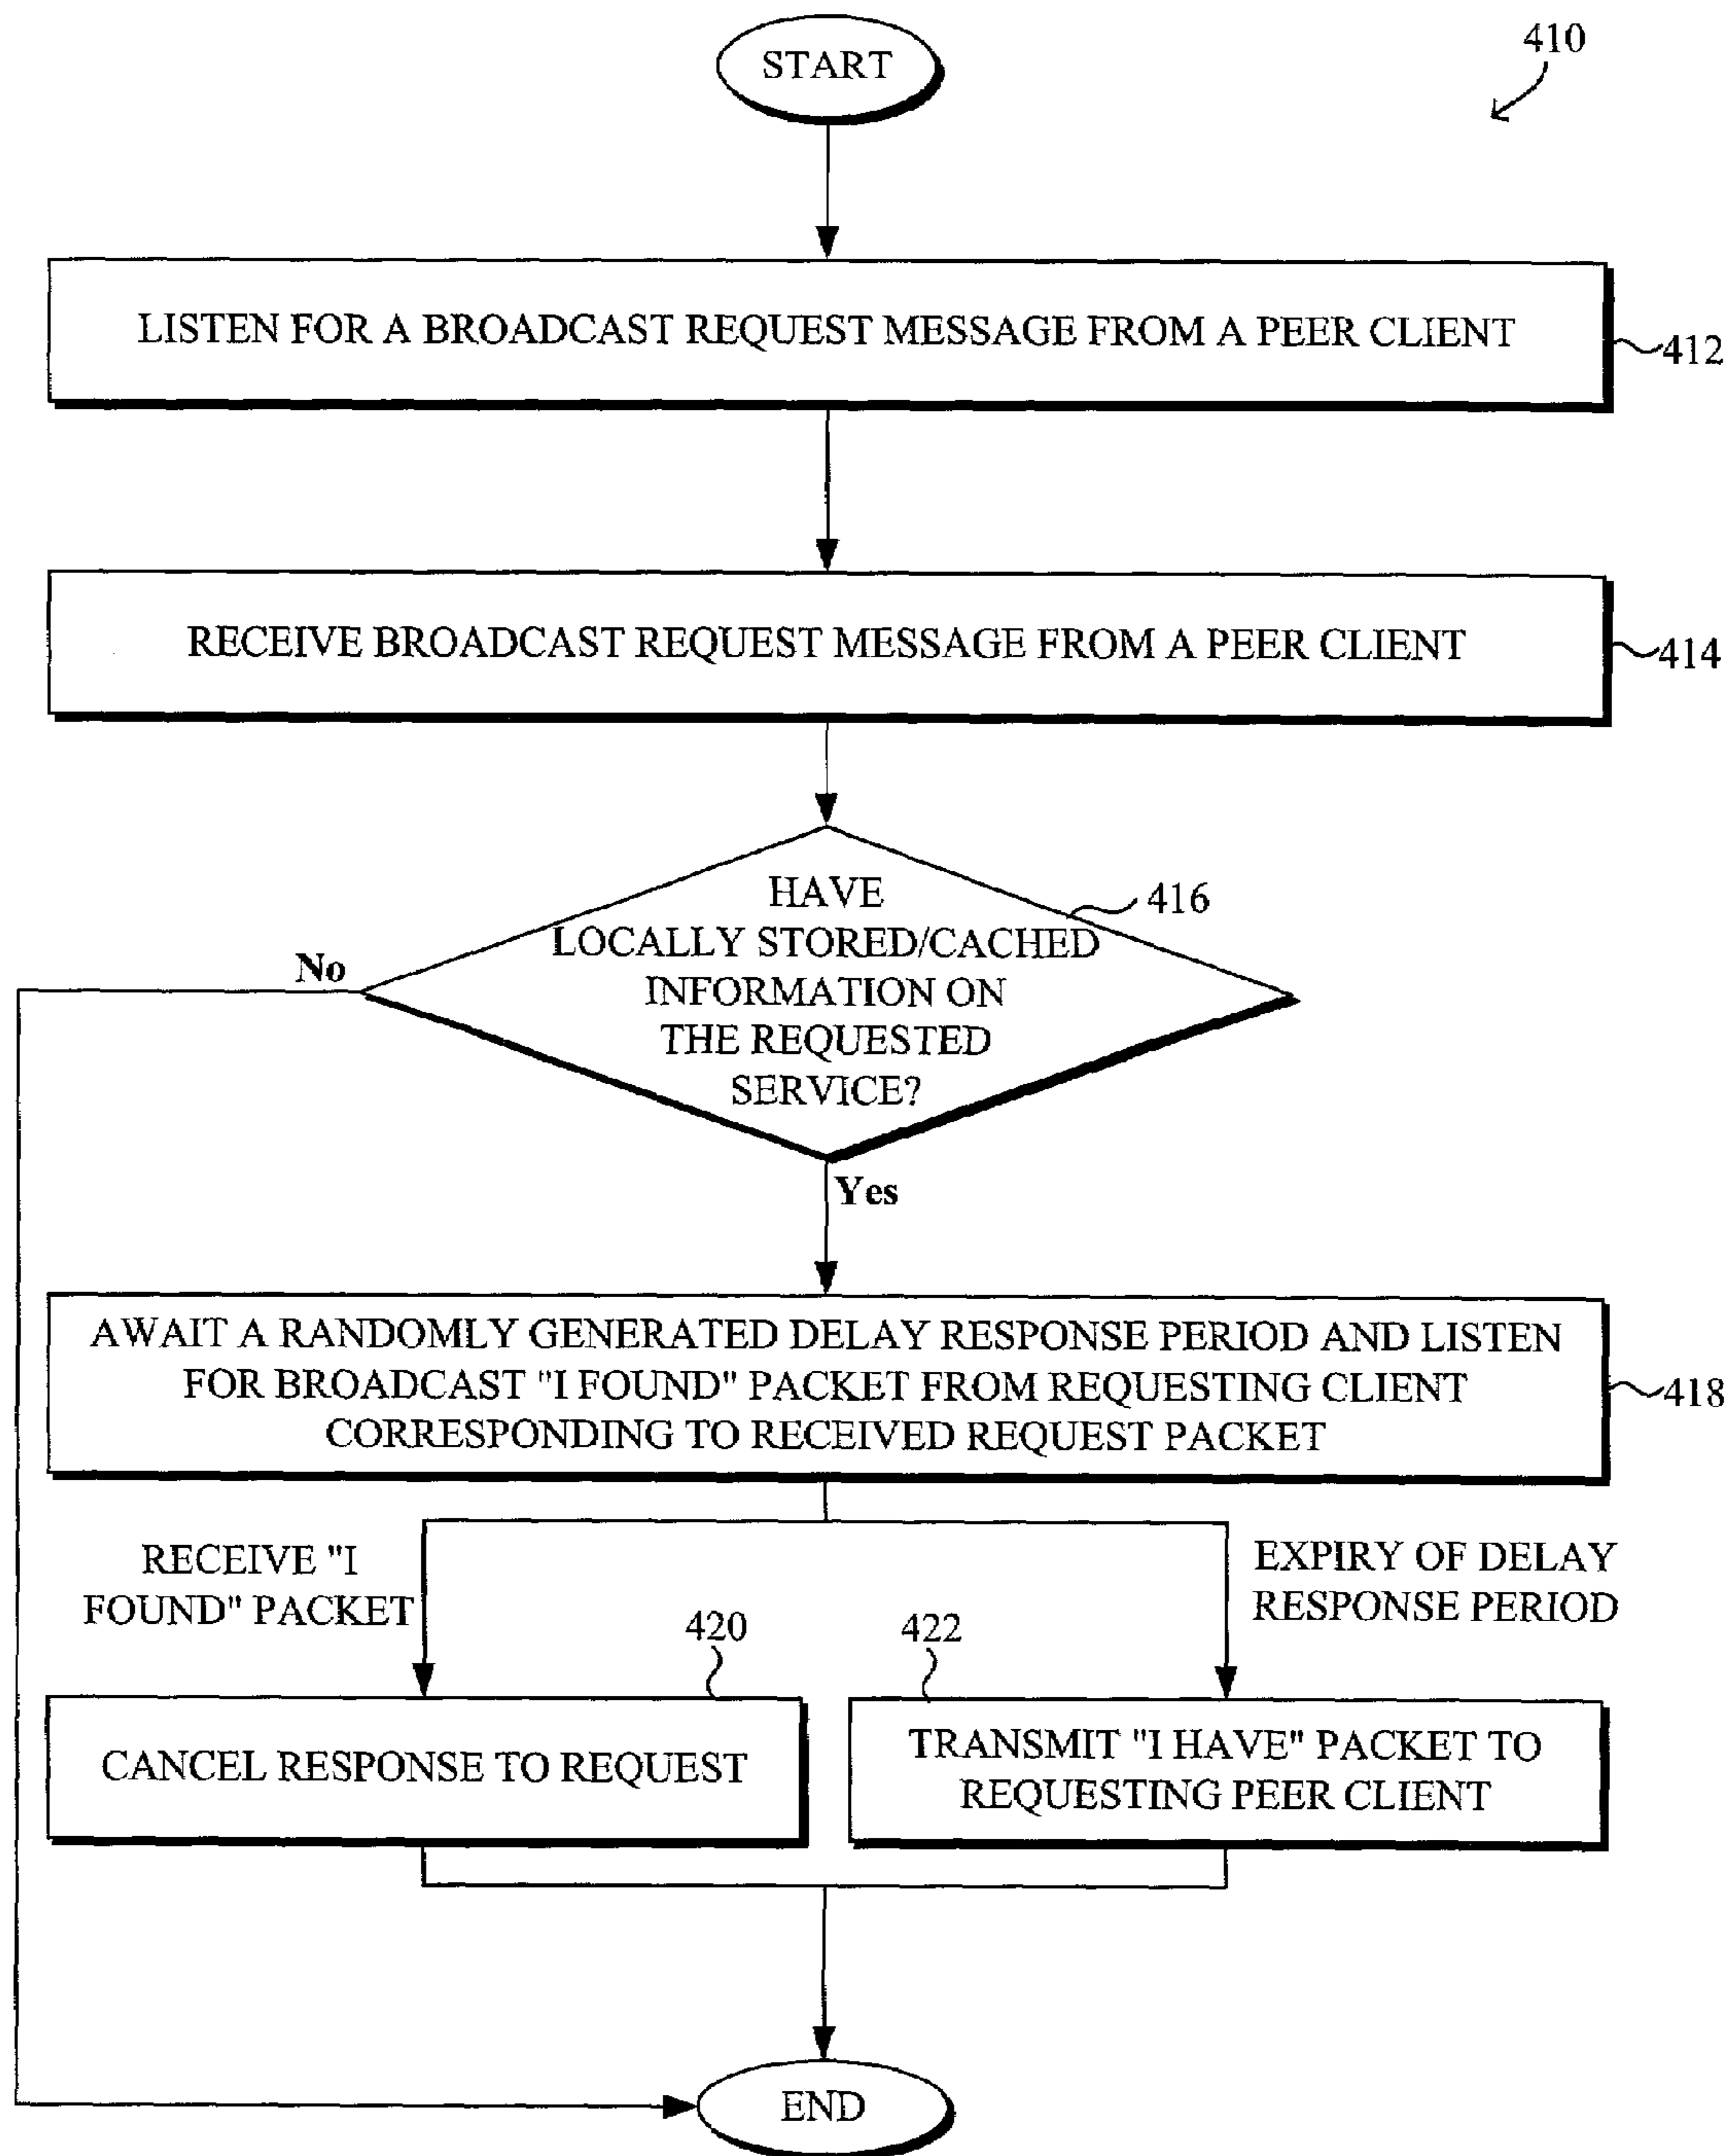 START
410
LISTEN FOR A BROADCAST REQUEST MESSAGE FROM A PEER CLIENT
412
RECEIVE BROADCAST REQUEST MESSAGE FROM A PEER CLIENT
414
HAVE
LOCALLY STORED/CACHED
INFORMATION ON
THE REQUESTED
SERVICE?
416
No
Yes
AWAIT A RANDOMLY GENERATED DELAY RESPONSE PERIOD AND LISTEN
FOR BROADCAST "I FOUND" PACKET FROM REQUESTING CLIENT
CORRESPONDING TO RECEIVED REQUEST PACKET
418
RECEIVE "I
FOUND" PACKET
EXPIRY OF DELAY
RESPONSE PERIOD
420
422
CANCEL RESPONSE TO REQUEST
TRANSMIT "I HAVE" PACKET TO
REQUESTING PEER CLIENT
END